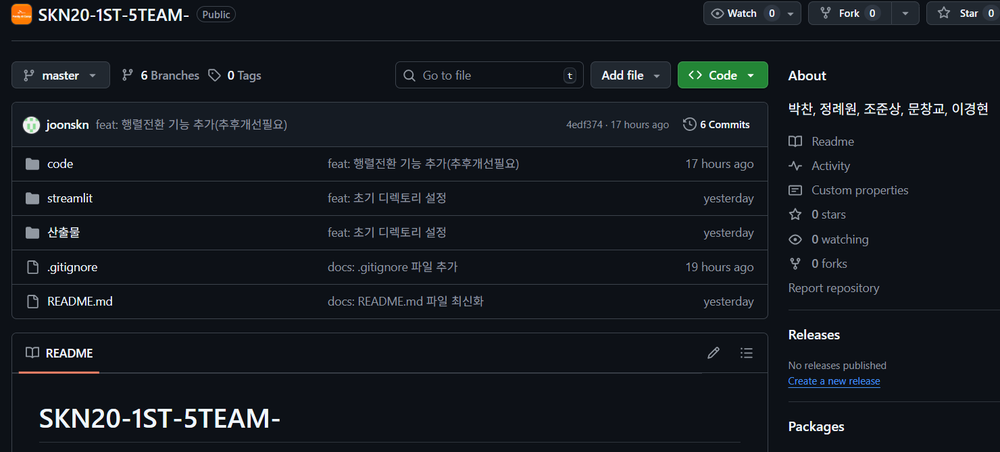 SKN20-1ST-5TEAM- Public Watch 0 Fork 0 Star 0
master 6 Branches 0 Tags Go to file t Add file Code
joonskn feat: 행렬전환 기능 추가(추후개선필요) 4edf374 · 17 hours ago 6 Commits
code feat: 행렬전환 기능 추가(추후개선필요) 17 hours ago
streamlit feat: 초기 디렉토리 설정 yesterday
산출물 feat: 초기 디렉토리 설정 yesterday
.gitignore docs: .gitignore 파일 추가 19 hours ago
README.md docs: README.md 파일 최신화 yesterday
README
SKN20-1ST-5TEAM-
About
박찬, 정례원, 조준상, 문창교, 이경현
Readme
Activity
Custom properties
0 stars
0 watching
0 forks
Report repository
Releases
No releases published
Create a new release
Packages